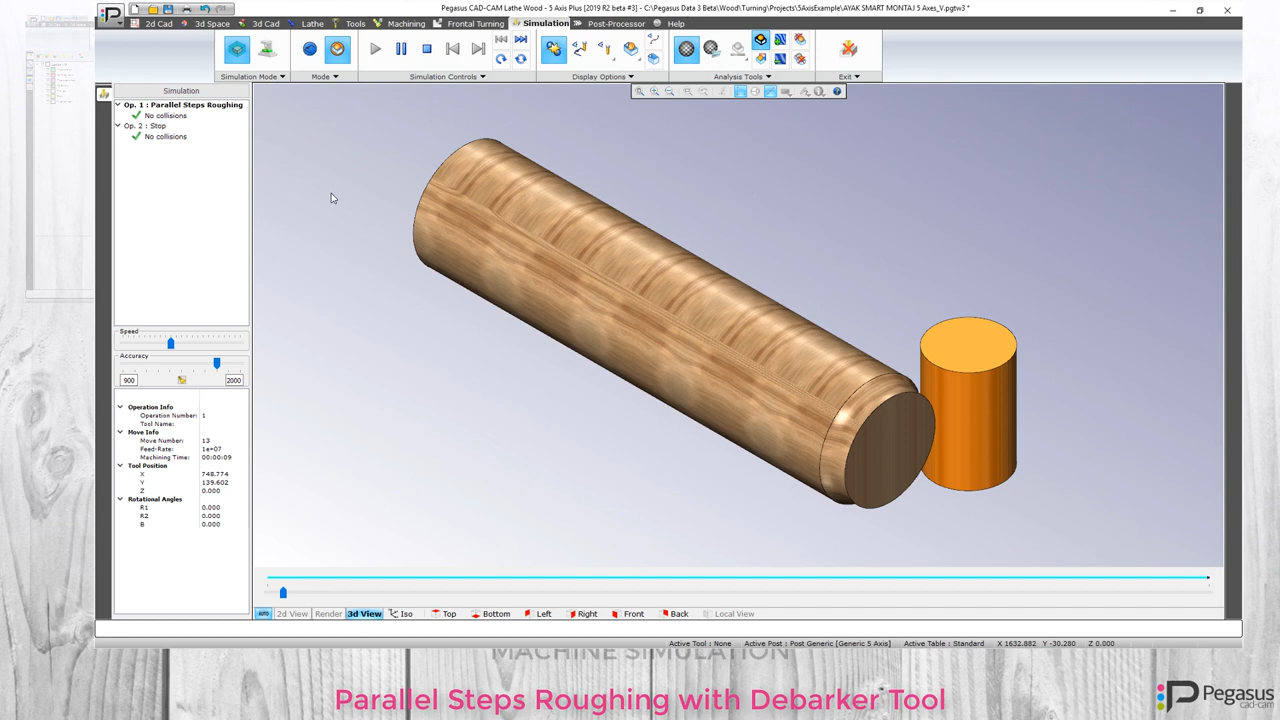 Pegasus CAD-CAM Lathe Wood - 5 Axis Plus [2019 R2 beta #3] - C:\Pegasus Data 3 Beta\Wood\Turning\Projects\5AxisExample\AYAK SMART MONTAJ 5 Axes_V.pgtw3 *
2d Cad 3d Space 3d Cad Lathe Tools Machining Frontal Turning Simulation Post-Processor Help
Simulation Mode Mode Simulation Controls Display Options Analysis Tools Exit
Simulation
Op. 1 : Parallel Steps Roughing
No collisions
Op. 2 : Stop
No collisions
Speed
Accuracy
900 2000
Operation Info
Operation Number: 1
Tool Name:
Move Info
Move Number: 13
Feed-Rate: 1e+07
Machining Time: 00:00:09
Tool Position
X 748.774
Y 139.602
Z 0.000
Rotational Angles
R1 0.000
R2 0.000
B 0.000
AUTO 2d View Render 3d View Iso Top Bottom Left Right Front Back Local View
Active Tool : None Active Post : Post Generic [Generic 5 Axis] Active Table : Standard X 1632.882 Y -30.280 Z 0.000
MACHINE SIMULATION
Parallel Steps Roughing with Debarker Tool
Pegasus
cad-cam